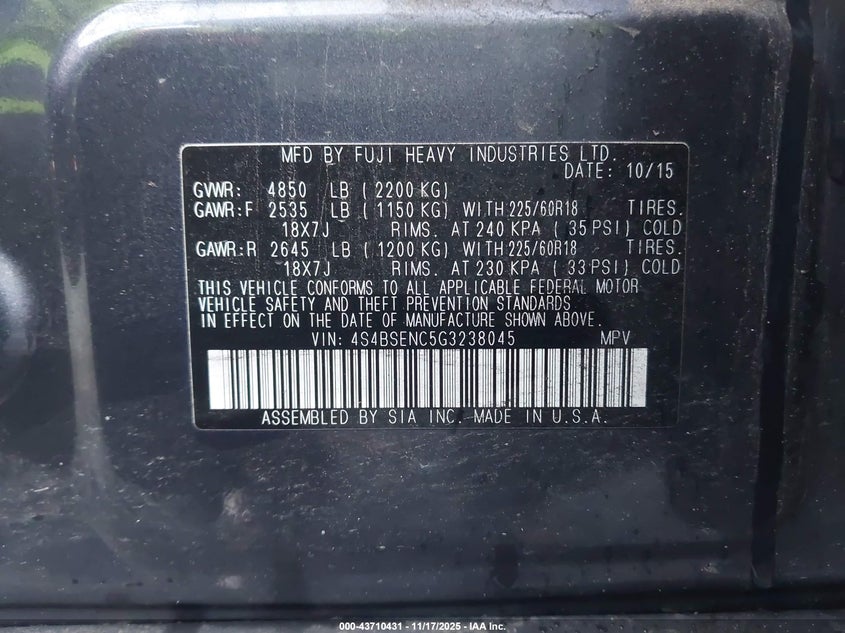 MFD BY FUJI HEAVY INDUSTRIES LTD.
DATE: 10/15
GVWR: 4850 LB ( 2200 KG)
GAWR:F 2535 LB ( 1150 KG) WITH 225/60R18 TIRES.
18X7J RIMS. AT 240 KPA ( 35 PSI) COLD
GAWR:R 2645 LB ( 1200 KG) WITH 225/60R18 TIRES.
18X7J RIMS. AT 230 KPA ( 33 PSI) COLD
THIS VEHICLE CONFORMS TO ALL APPLICABLE FEDERAL MOTOR
VEHICLE SAFETY AND THEFT PREVENTION STANDARDS
IN EFFECT ON THE DATE OF MANUFACTURE SHOWN ABOVE.
VIN: 4S4BSENC5G3238045 MPV
ASSEMBLED BY SIA INC. MADE IN U.S.A.
000-43710431 - 11/17/2025 - IAA Inc.